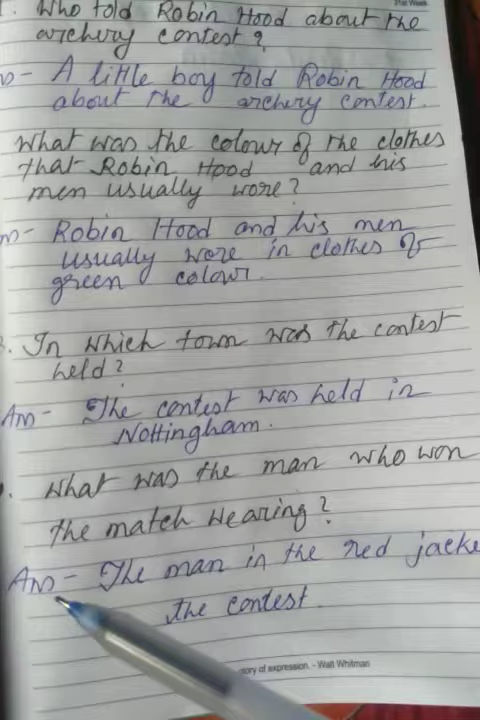 31st Week
1. Who told Robin Hood about the
archery contest?
Ans- A little boy told Robin Hood
about the archery contest.
What was the colour of the clothes
that Robin Hood and his
men usually wore?
Ans- Robin Hood and his men
usually wore in clothes of
green colour.
3. In which town was the contest
held?
Ans- The contest was held in
Nottingham.
What was the man who won
the match wearing?
Ans- The man in the red jacke
the contest.
ory of expression. - Walt Whitman